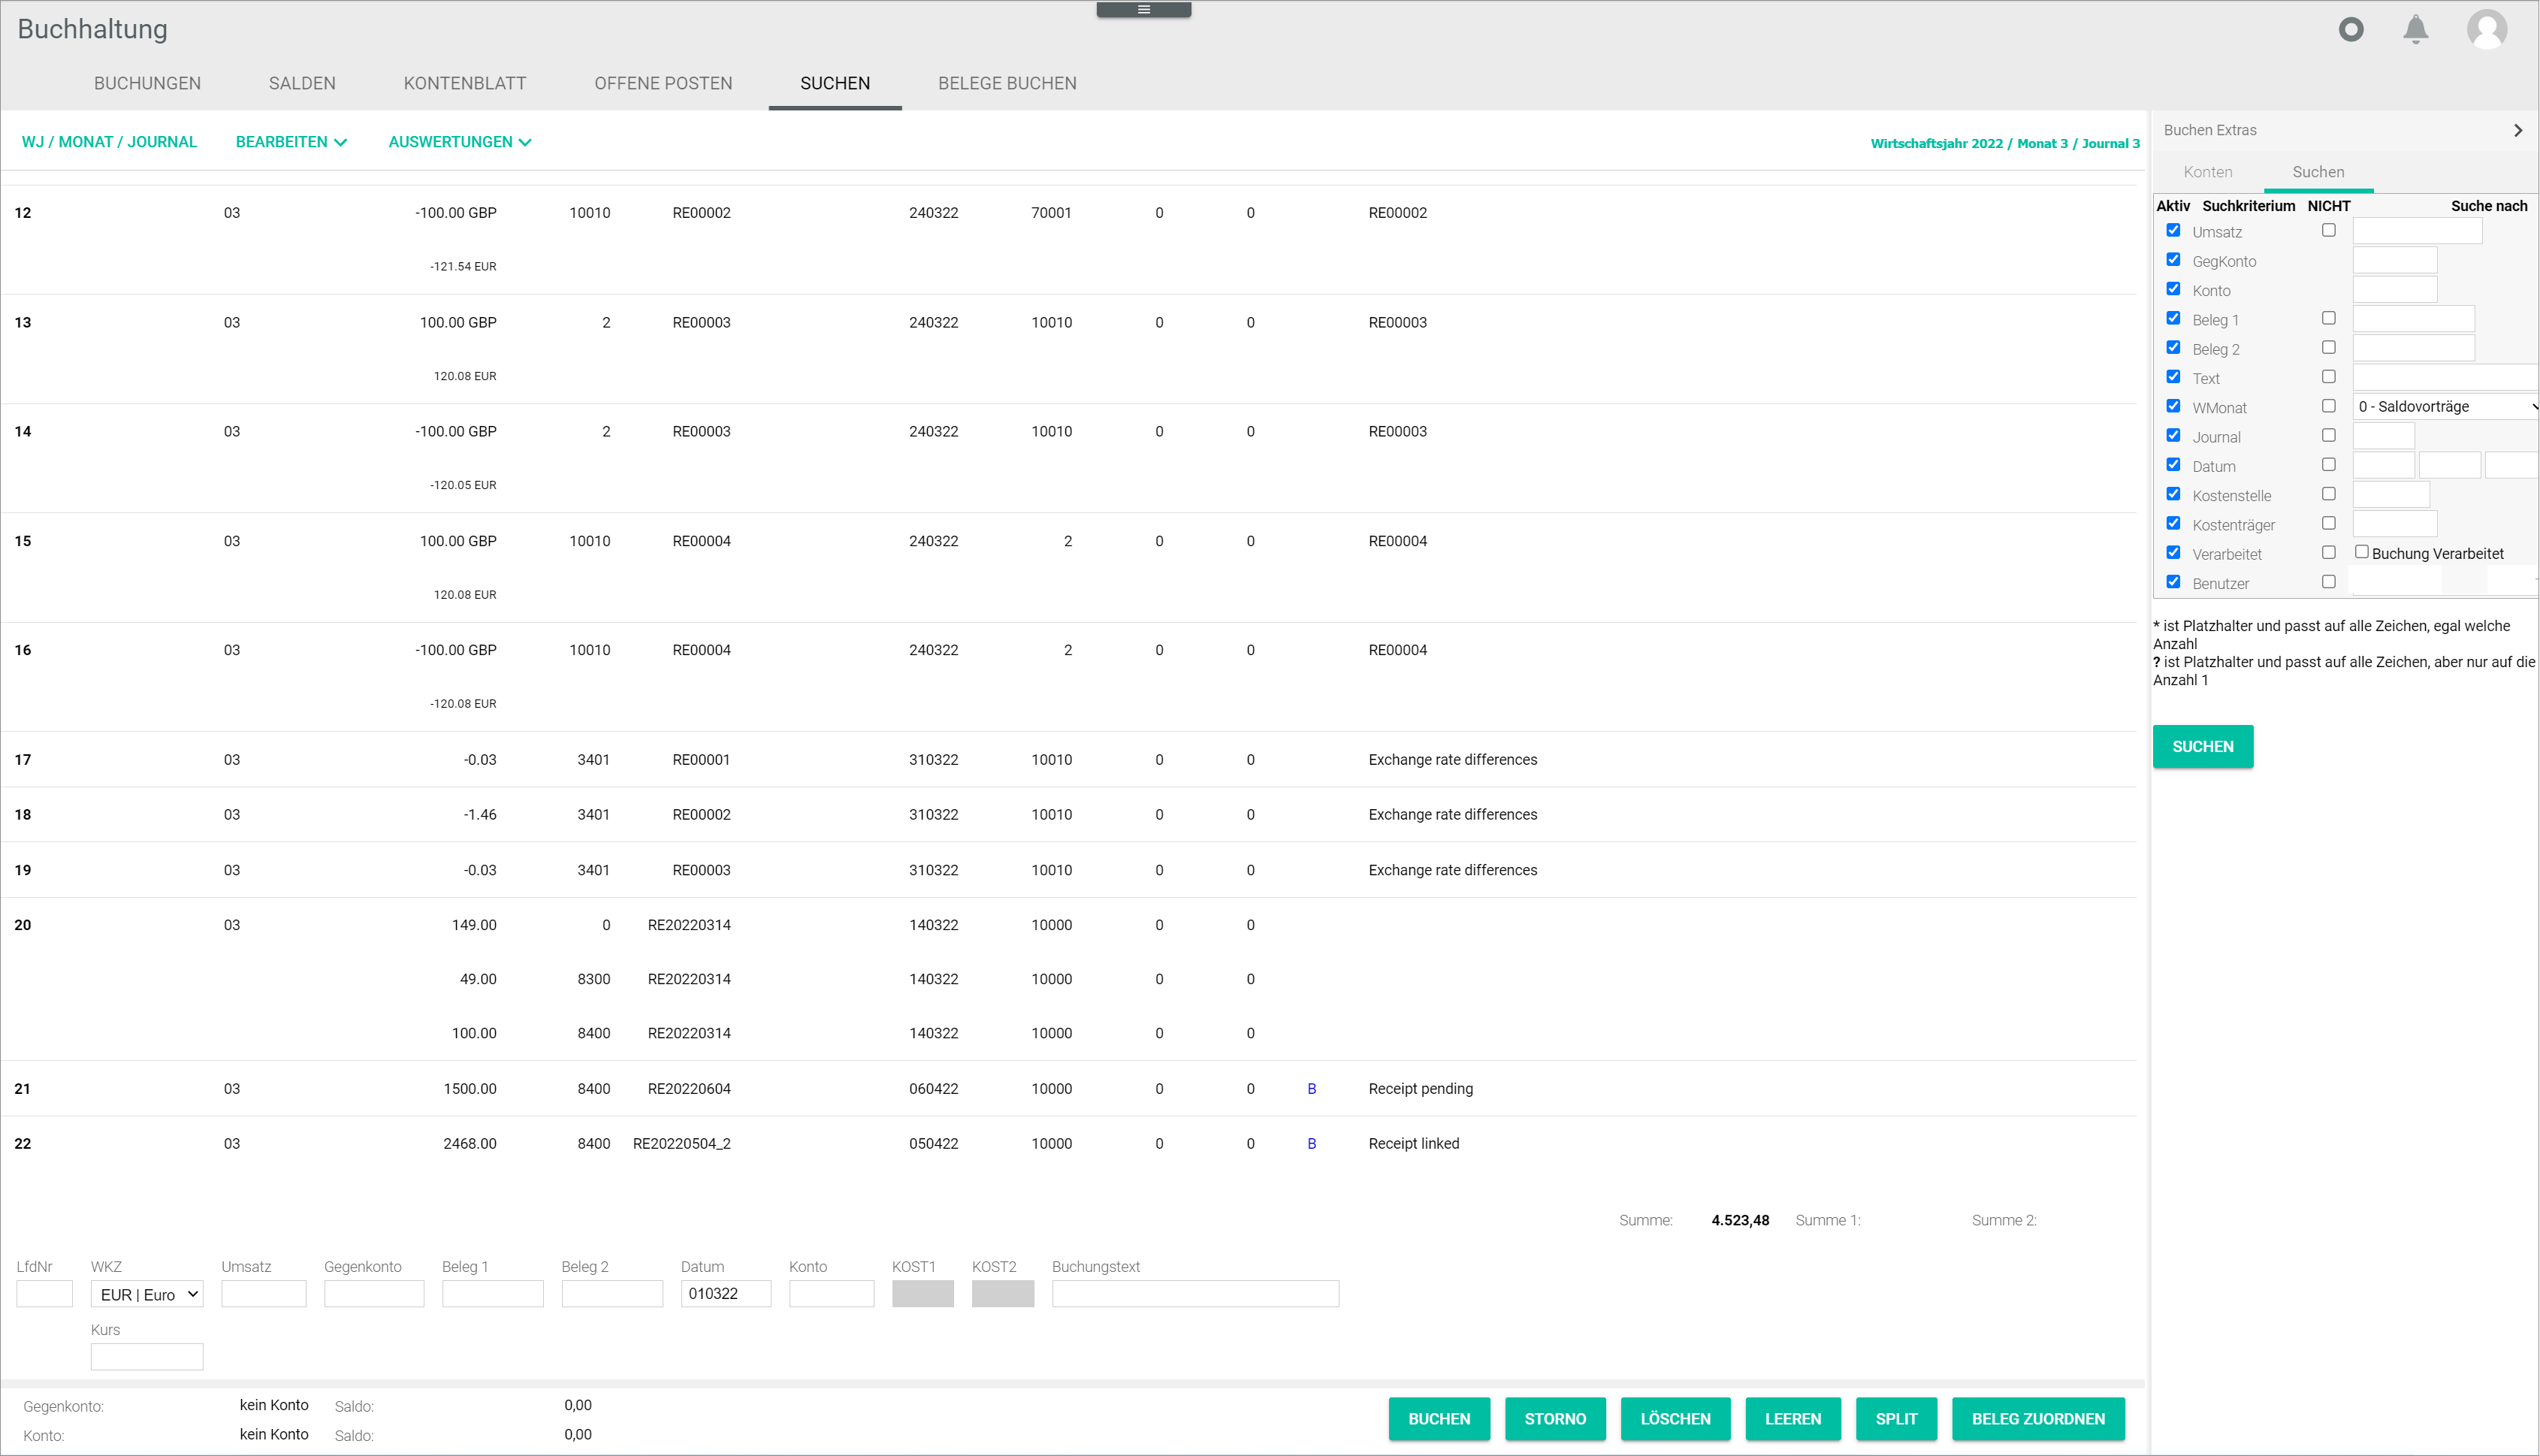 Buchhaltung
BUCHUNGEN SALDEN KONTENBLATT OFFENE POSTEN SUCHEN BELEGE BUCHEN
WJ / MONAT / JOURNAL BEARBEITEN AUSWERTUNGEN Wirtschaftsjahr 2022 / Monat 3 / Journal 3
12 03 -100.00 GBP 10010 RE00002 240322 70001 0 0 RE00002
-121.54 EUR
13 03 100.00 GBP 2 RE00003 240322 10010 0 0 RE00003
120.08 EUR
14 03 -100.00 GBP 2 RE00003 240322 10010 0 0 RE00003
-120.05 EUR
15 03 100.00 GBP 10010 RE00004 240322 2 0 0 RE00004
120.08 EUR
16 03 -100.00 GBP 10010 RE00004 240322 2 0 0 RE00004
-120.08 EUR
17 03 -0.03 3401 RE00001 310322 10010 0 0 Exchange rate differences
18 03 -1.46 3401 RE00002 310322 10010 0 0 Exchange rate differences
19 03 -0.03 3401 RE00003 310322 10010 0 0 Exchange rate differences
20 03 149.00 0 RE20220314 140322 10000 0 0
49.00 8300 RE20220314 140322 10000 0 0
100.00 8400 RE20220314 140322 10000 0 0
21 03 1500.00 8400 RE20220604 060422 10000 0 0 B Receipt pending
22 03 2468.00 8400 RE20220504_2 050422 10000 0 0 B Receipt linked
Summe: 4.523,48 Summe 1: Summe 2:
LfdNr WKZ Umsatz Gegenkonto Beleg 1 Beleg 2 Datum Konto KOST1 KOST2 Buchungstext
EUR | Euro 010322
Kurs
Gegenkonto: kein Konto Saldo: 0,00
Konto: kein Konto Saldo: 0,00
BUCHEN STORNO LÖSCHEN LEEREN SPLIT BELEG ZUORDNEN
Buchen Extras
Konten Suchen
Aktiv Suchkriterium NICHT Suche nach
Umsatz
GegKonto
Konto
Beleg 1
Beleg 2
Text
WMonat 0 - Saldovorträge
Journal
Datum
Kostenstelle
Kostenträger
Verarbeitet Buchung Verarbeitet
Benutzer
* ist Platzhalter und passt auf alle Zeichen, egal welche
Anzahl
? ist Platzhalter und passt auf alle Zeichen, aber nur auf die
Anzahl 1
SUCHEN